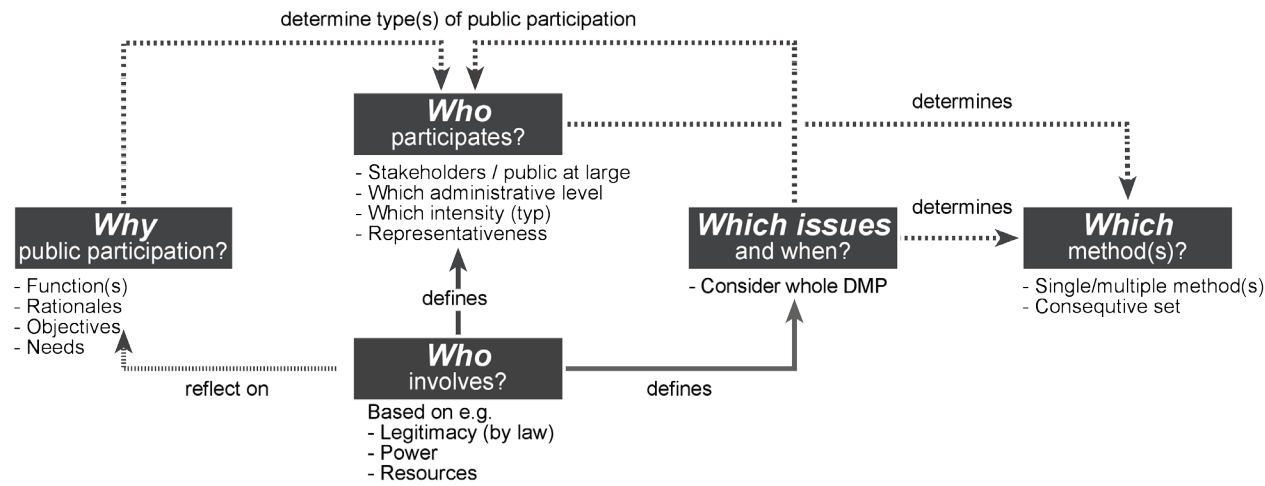 determine type(s) of public participation
Who
participates?
- Stakeholders / public at large
- Which administrative level
- Which intensity (typ)
- Representativeness
determines
Why
public participation?
- Function(s)
- Rationales
- Objectives
- Needs
Which issues
and when?
- Consider whole DMP
determines
Which
method(s)?
- Single/multiple method(s)
- Consequtive set
defines
reflect on
Who
involves?
Based on e.g.
- Legitimacy (by law)
- Power
- Resources
defines